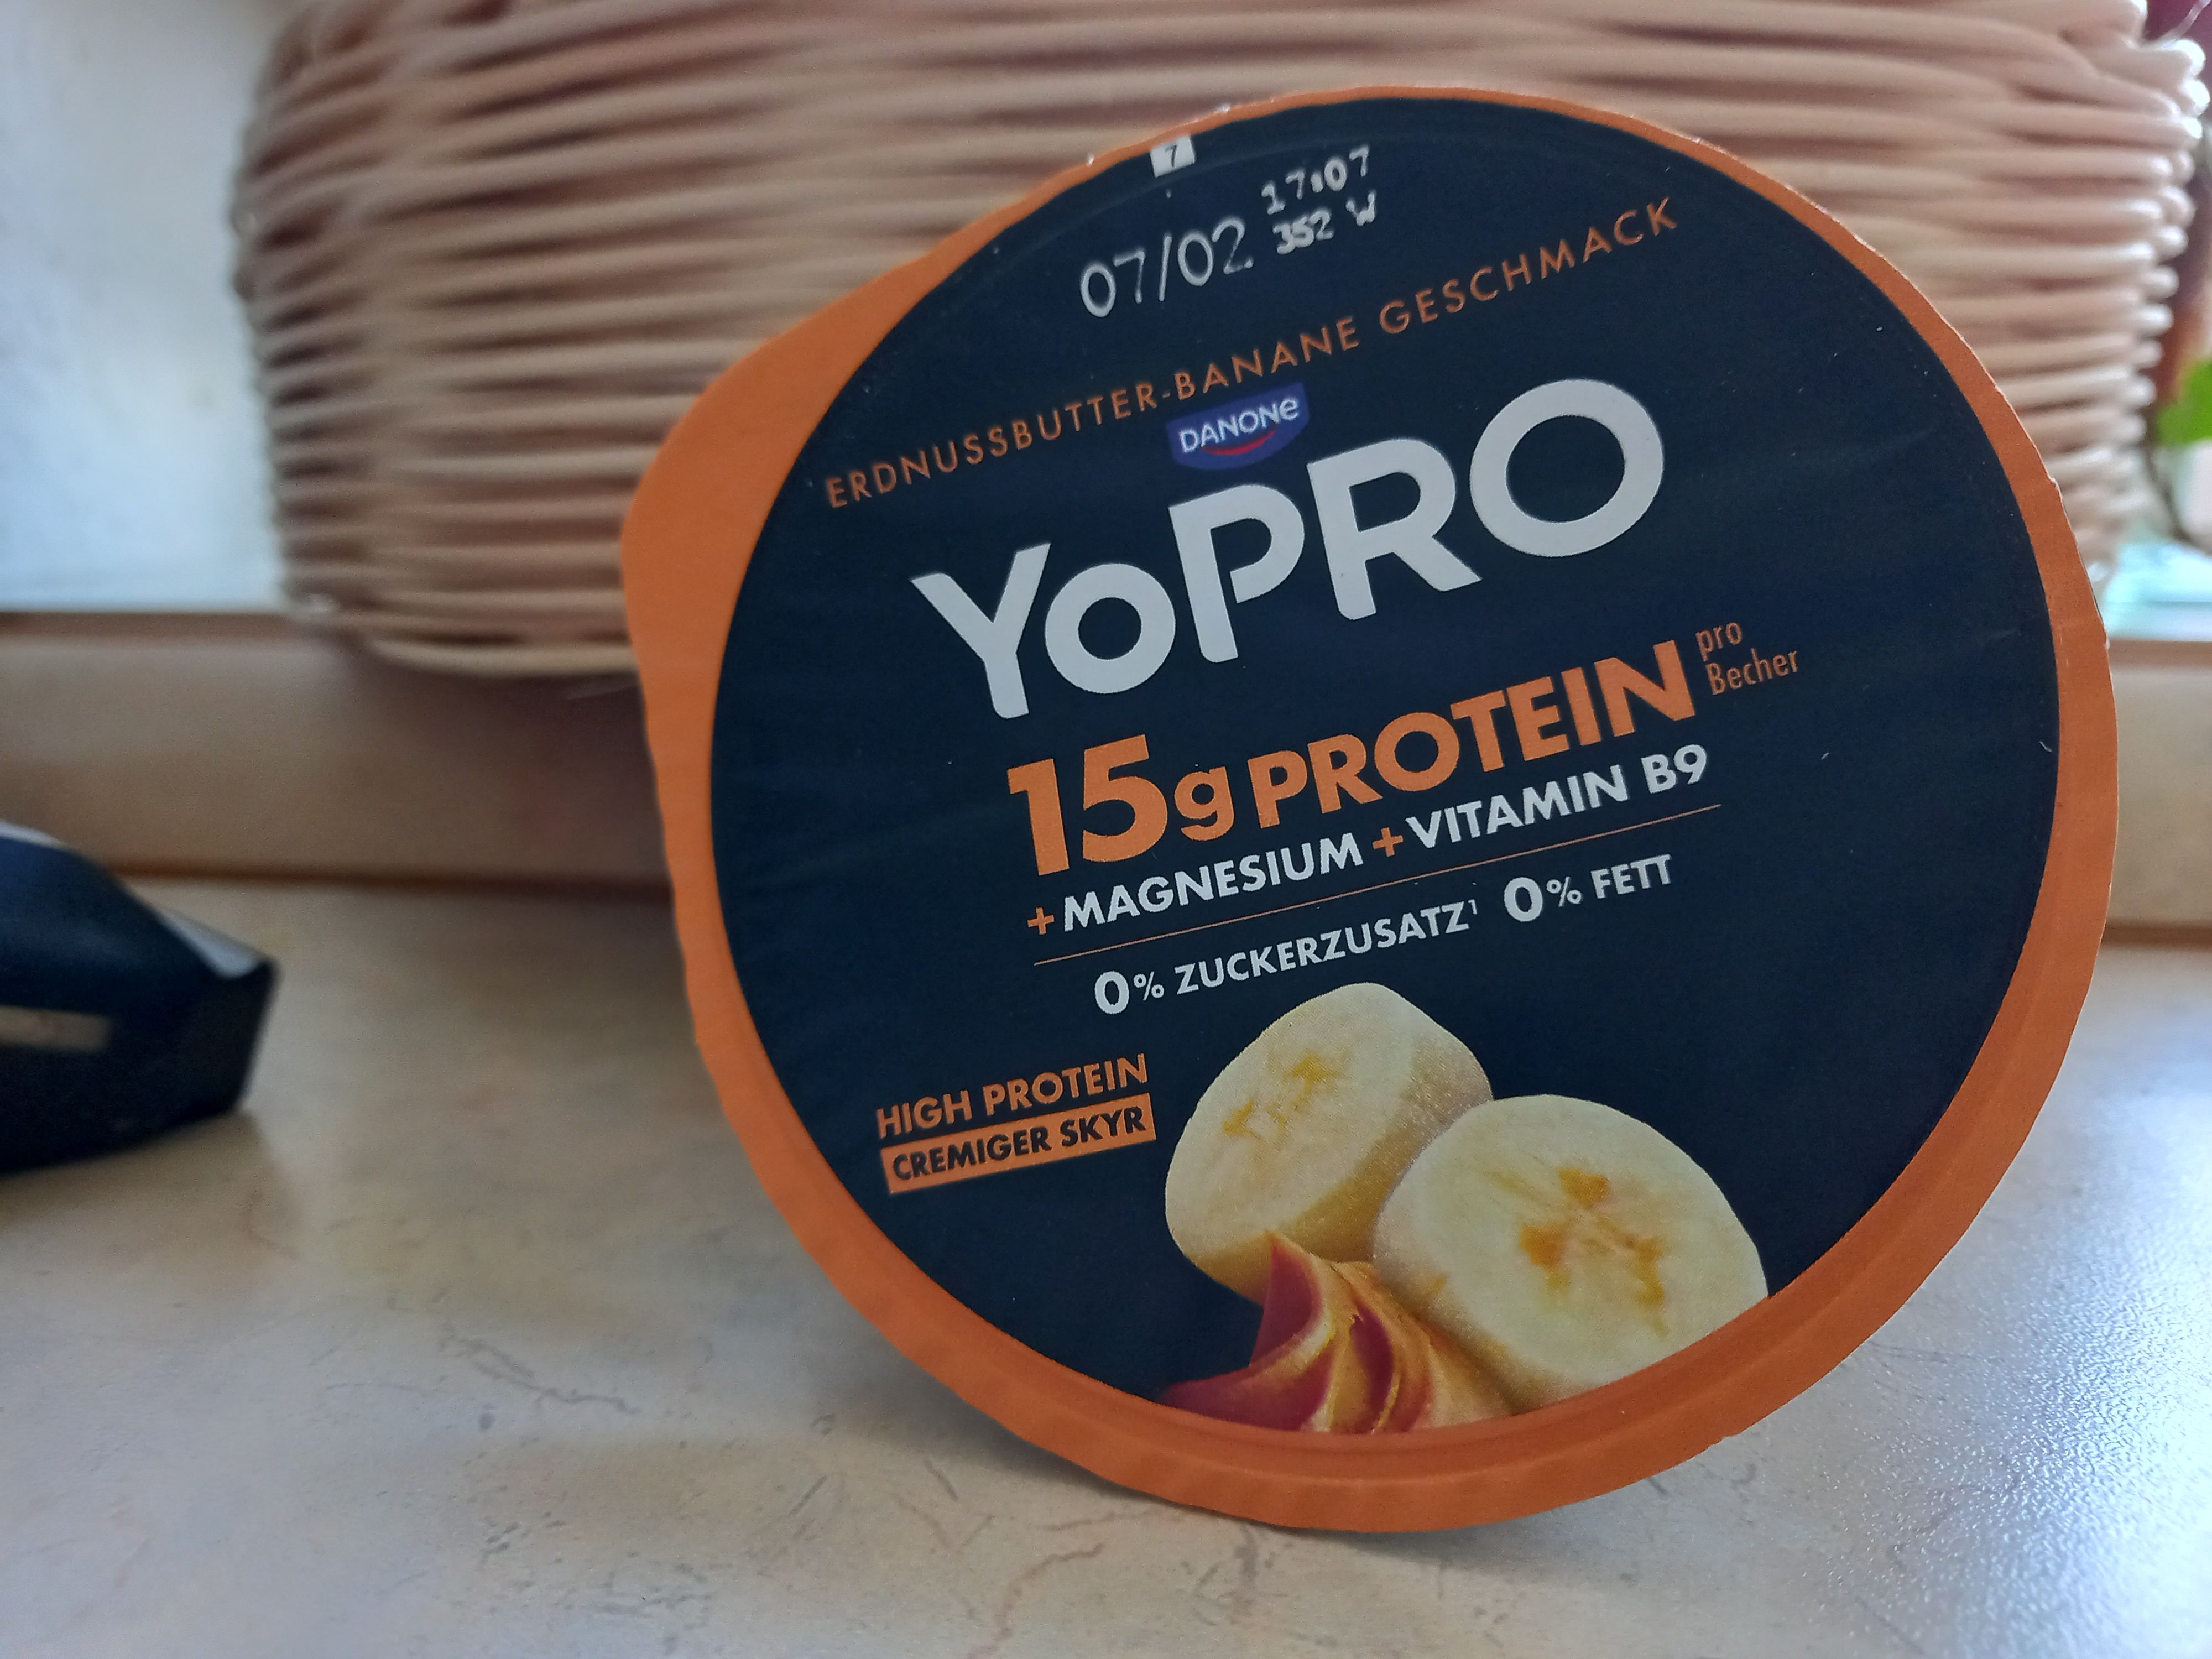 7
17:07
07/02 352 W
ERDNUSSBUTTER-BANANE GESCHMACK
DANONE
YoPRO
15g PROTEIN pro Becher
+ MAGNESIUM + VITAMIN B9
0% ZUCKERZUSATZ¹ 0% FETT
HIGH PROTEIN
CREMIGER SKYR